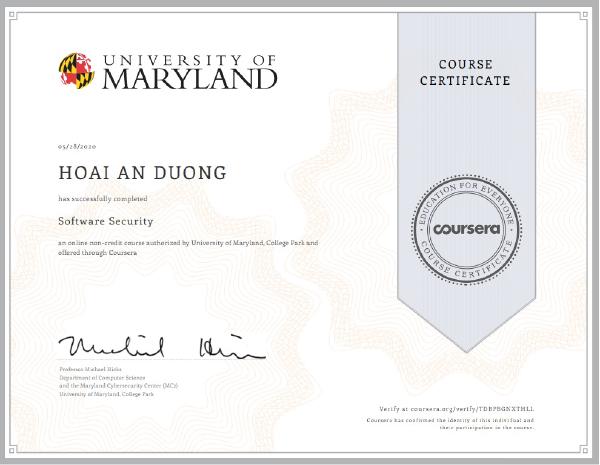 UNIVERSITY OF
MARYLAND
COURSE
CERTIFICATE
05/28/2020
HOAI AN DUONG
has successfully completed
Software Security
an online non-credit course authorized by University of Maryland, College Park and
offered through Coursera
EDUCATION FOR EVERYONE
coursera
COURSE CERTIFICATE
Professor Michael Hicks
Department of Computer Science
and the Maryland Cybersecurity Center (MC2)
University of Maryland, College Park
Verify at coursera.org/verify/
Coursera has confirmed the identity of this individual and
their participation in the course.